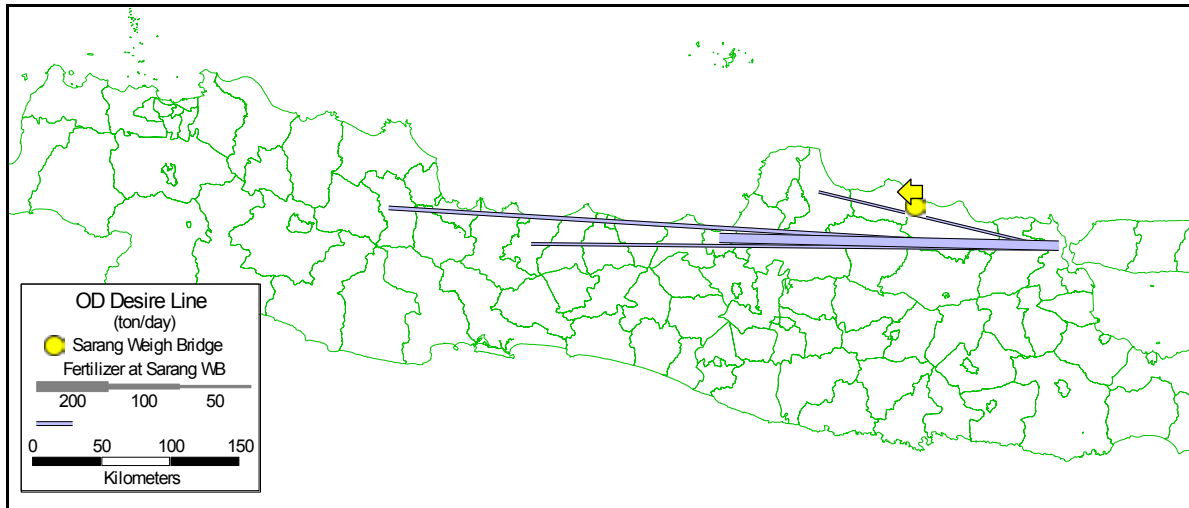 OD Desire Line
(ton/day)
Sarang Weigh Bridge
Fertilizer at Sarang WB
200 100 50
0 50 100 150
Kilometers